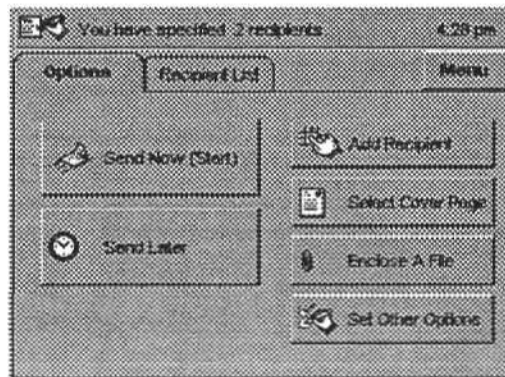 You have specified 2 recipients
4:28 pm
Options
Recipient List
Menu
Send Now (Start)
Send Later
Add Recipient
Select Cover Page
Enclose A File
Set Other Options